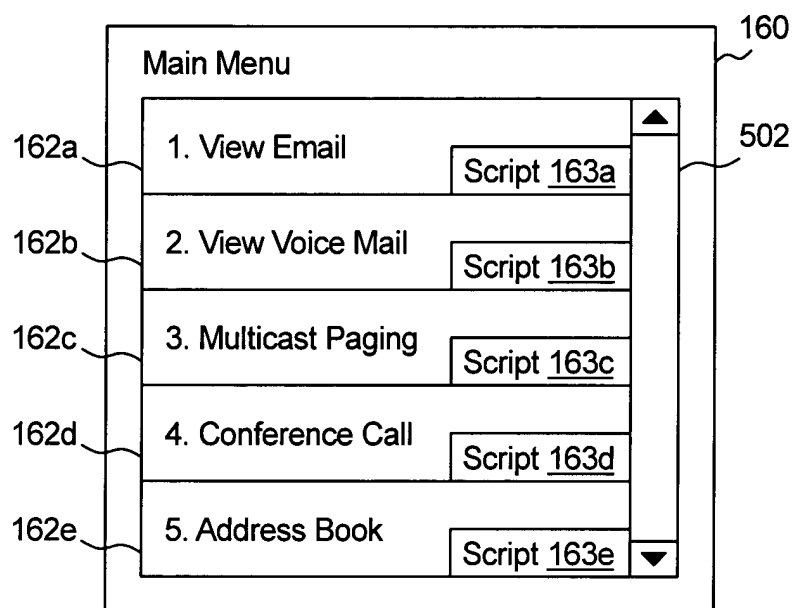 160
Main Menu
502
162a
1. View Email
Script 163a
162b
2. View Voice Mail
Script 163b
162c
3. Multicast Paging
Script 163c
162d
4. Conference Call
Script 163d
162e
5. Address Book
Script 163e